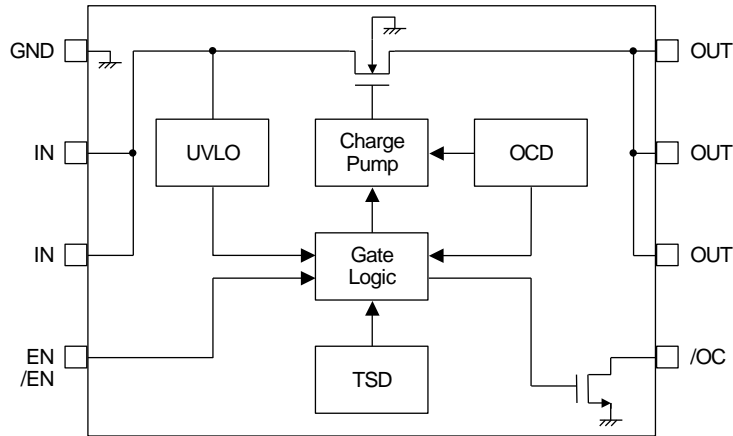 GND
OUT
UVLO
Charge
Pump
OCD
IN
OUT
IN
Gate
Logic
OUT
EN
/EN
TSD
/OC